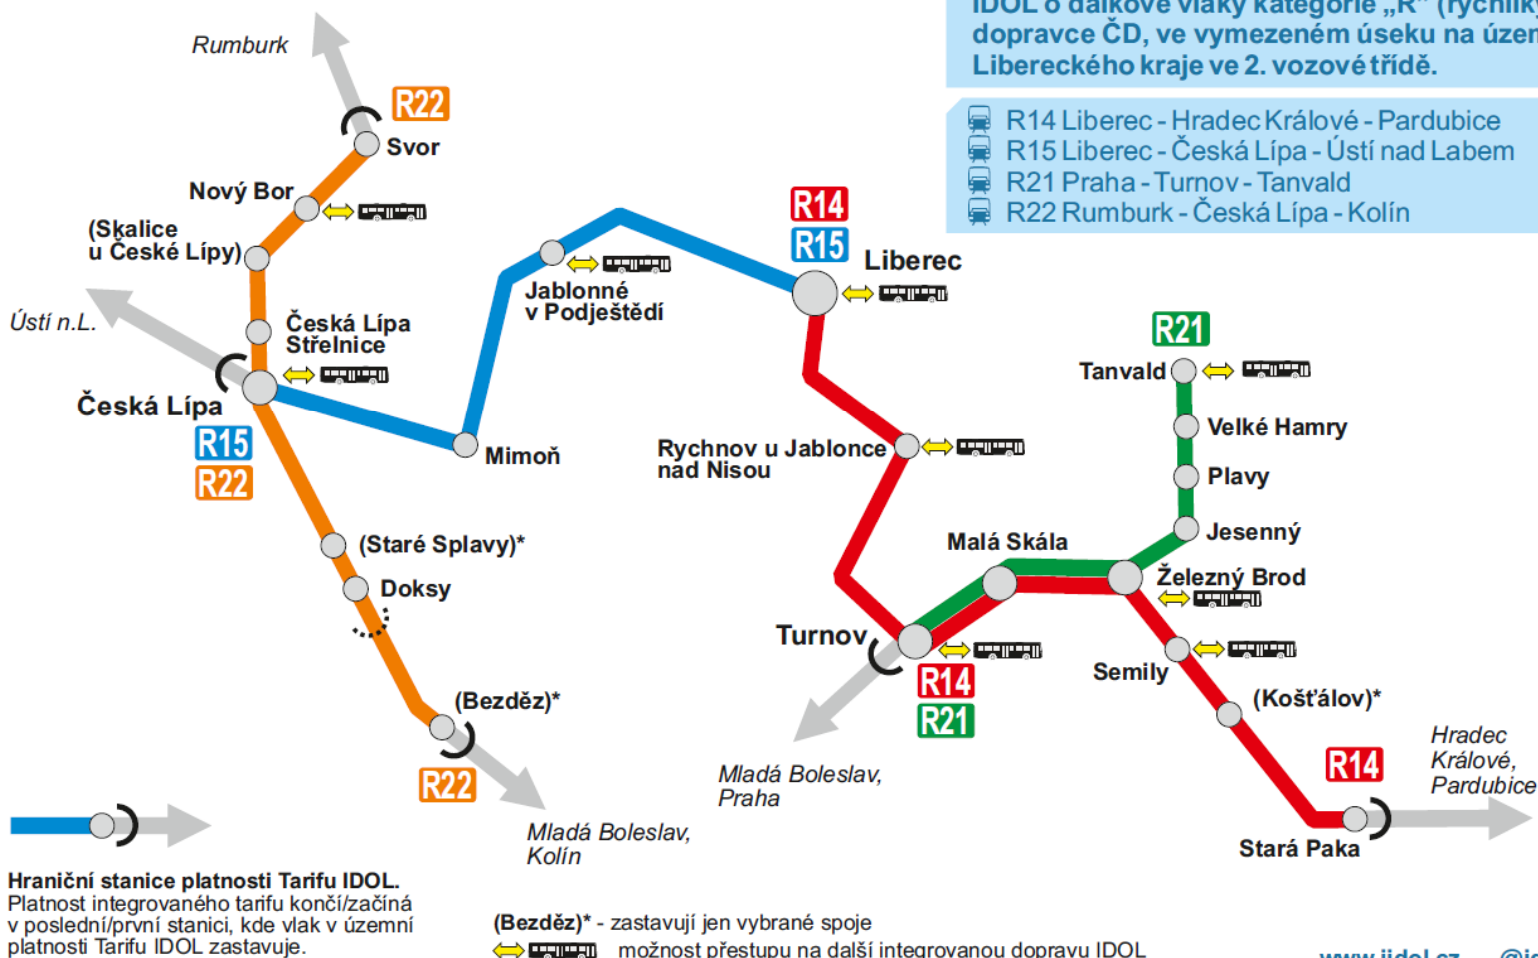 IDOL o dálkové vlaky kategorie „R" (rychlíky
dopravce ČD, ve vymezeném úseku na územ
Libereckého kraje ve 2. vozové třídě.
R14 Liberec - Hradec Králové - Pardubice
R15 Liberec - Česká Lípa - Ústí nad Labem
R21 Praha - Turnov - Tanvald
R22 Rumburk - Česká Lípa - Kolín
Rumburk
R22
Svor
Nový Bor
(Skalice
u České Lípy)
Ústí n.L.
Česká Lípa
Střelnice
Česká Lípa
R15
R22
Mimoň
Jablonné
v Podještědí
R14
R15
Liberec
Rychnov u Jablonce
nad Nisou
R21
Tanvald
Velké Hamry
Plavy
Jesenný
Malá Skála
Železný Brod
Turnov
R14
R21
Semily
(Košťálov)*
R14
Hradec
Králové,
Pardubice
Stará Paka
(Staré Splavy)*
Doksy
(Bezděz)*
R22
Mladá Boleslav,
Kolín
Mladá Boleslav,
Praha
Hraniční stanice platnosti Tarifu IDOL.
Platnost integrovaného tarifu končí/začíná
v poslední/první stanici, kde vlak v územní
platnosti Tarifu IDOL zastavuje.
(Bezděz)* - zastavují jen vybrané spoje
možnost přestupu na další integrovanou dopravu IDOL
www.iidol.cz